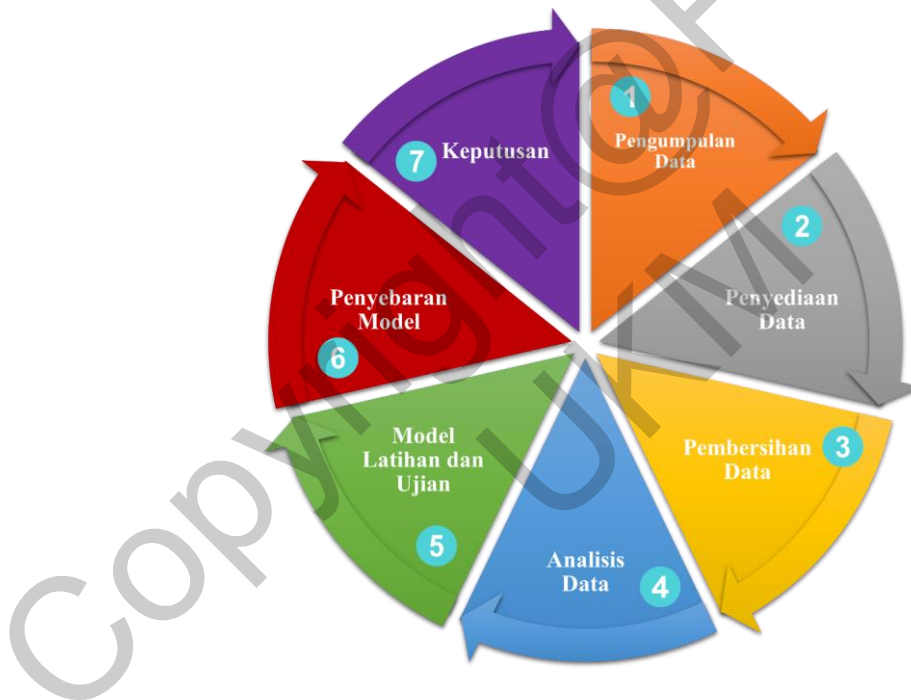 1
Pengumpulan
Data
2
Penyediaan
Data
3
Pembersihan
Data
4
Analisis
Data
5
Model
Latihan dan
Ujian
6
Penyebaran
Model
7
Keputusan
Copyright@F
UKM